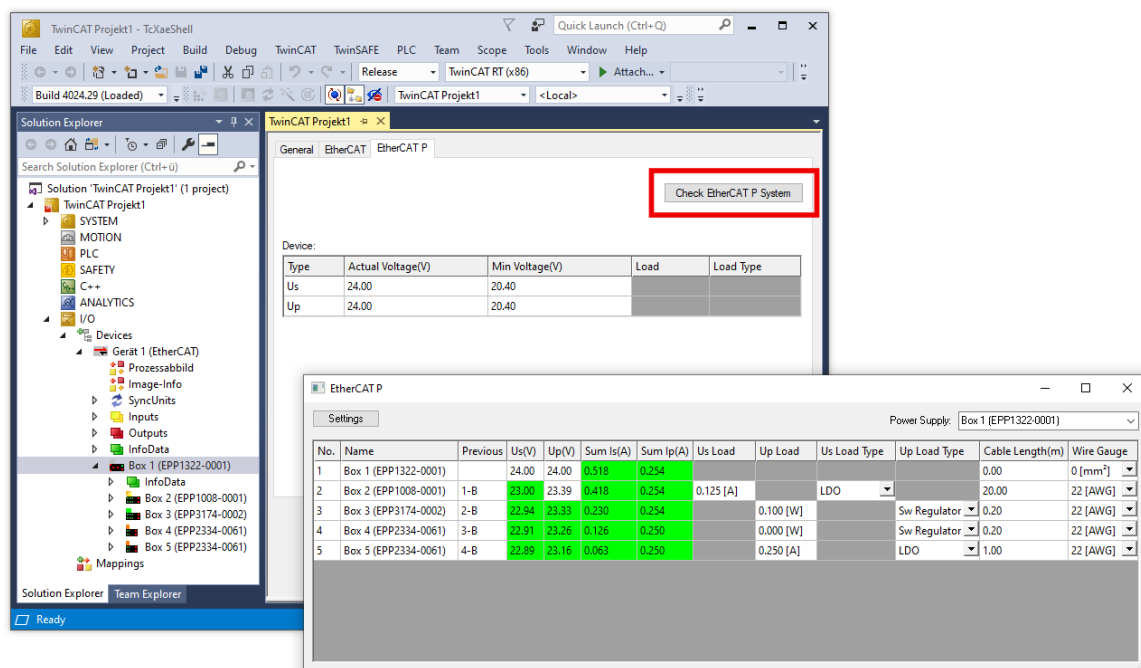 TwinCAT Projekt1 - TcXaeShell
Quick Launch (Ctrl+Q)
File Edit View Project Build Debug TwinCAT TwinSAFE PLC Team Scope Tools Window Help
Release TwinCAT RT (x86) Attach...
Build 4024.29 (Loaded) TwinCAT Projekt1 <Local>
Solution Explorer
Search Solution Explorer (Ctrl+ü)
Solution 'TwinCAT Projekt1' (1 project)
TwinCAT Projekt1
SYSTEM
MOTION
PLC
SAFETY
C++
ANALYTICS
I/O
Devices
Gerät 1 (EtherCAT)
Prozessabbild
Image-Info
SyncUnits
Inputs
Outputs
InfoData
Box 1 (EPP1322-0001)
InfoData
Box 2 (EPP1008-0001)
Box 3 (EPP3174-0002)
Box 4 (EPP2334-0061)
Box 5 (EPP2334-0061)
Mappings
Solution Explorer Team Explorer
Ready
TwinCAT Projekt1
General EtherCAT EtherCAT P
Check EtherCAT P System
Device:
Type Actual Voltage(V) Min Voltage(V) Load Load Type
Us 24.00 20.40
Up 24.00 20.40
EtherCAT P
Settings Power Supply: Box 1 (EPP1322-0001)
No. Name Previous Us(V) Up(V) Sum Is(A) Sum Ip(A) Us Load Up Load Us Load Type Up Load Type Cable Length(m) Wire Gauge
1 Box 1 (EPP1322-0001) 24.00 24.00 0.518 0.254 0.00 0 [mm²]
2 Box 2 (EPP1008-0001) 1-B 23.00 23.39 0.418 0.254 0.125 [A] LDO 20.00 22 [AWG]
3 Box 3 (EPP3174-0002) 2-B 22.94 23.33 0.230 0.254 0.100 [W] Sw Regulator 0.20 22 [AWG]
4 Box 4 (EPP2334-0061) 3-B 22.91 23.26 0.126 0.250 0.000 [W] Sw Regulator 0.20 22 [AWG]
5 Box 5 (EPP2334-0061) 4-B 22.89 23.16 0.063 0.250 0.250 [A] LDO 1.00 22 [AWG]